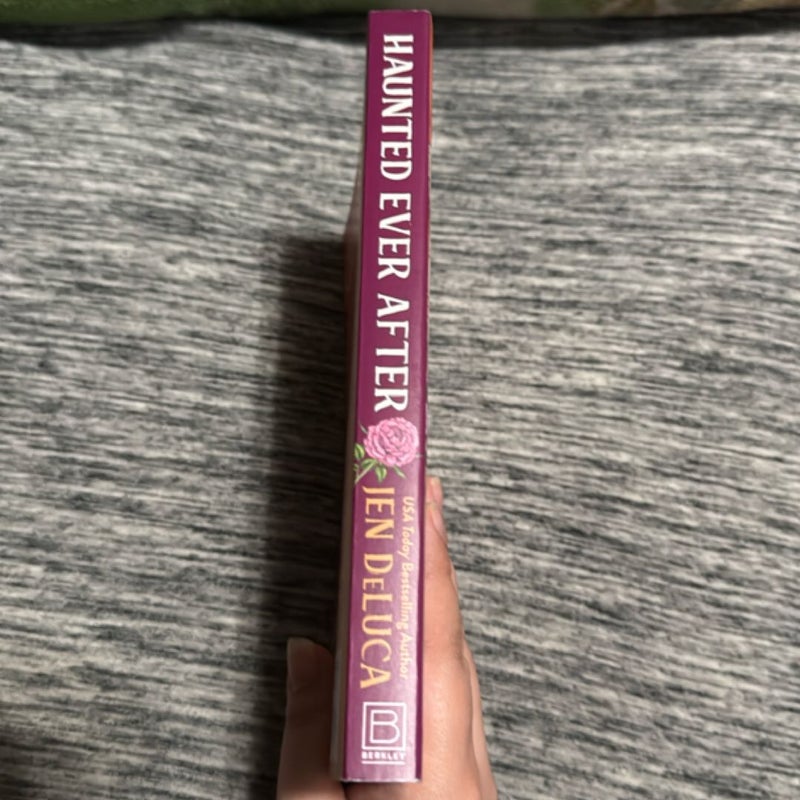 HAUNTED EVER AFTER
USA Today Bestselling Author
JEN DELUCA
B
BERKLEY